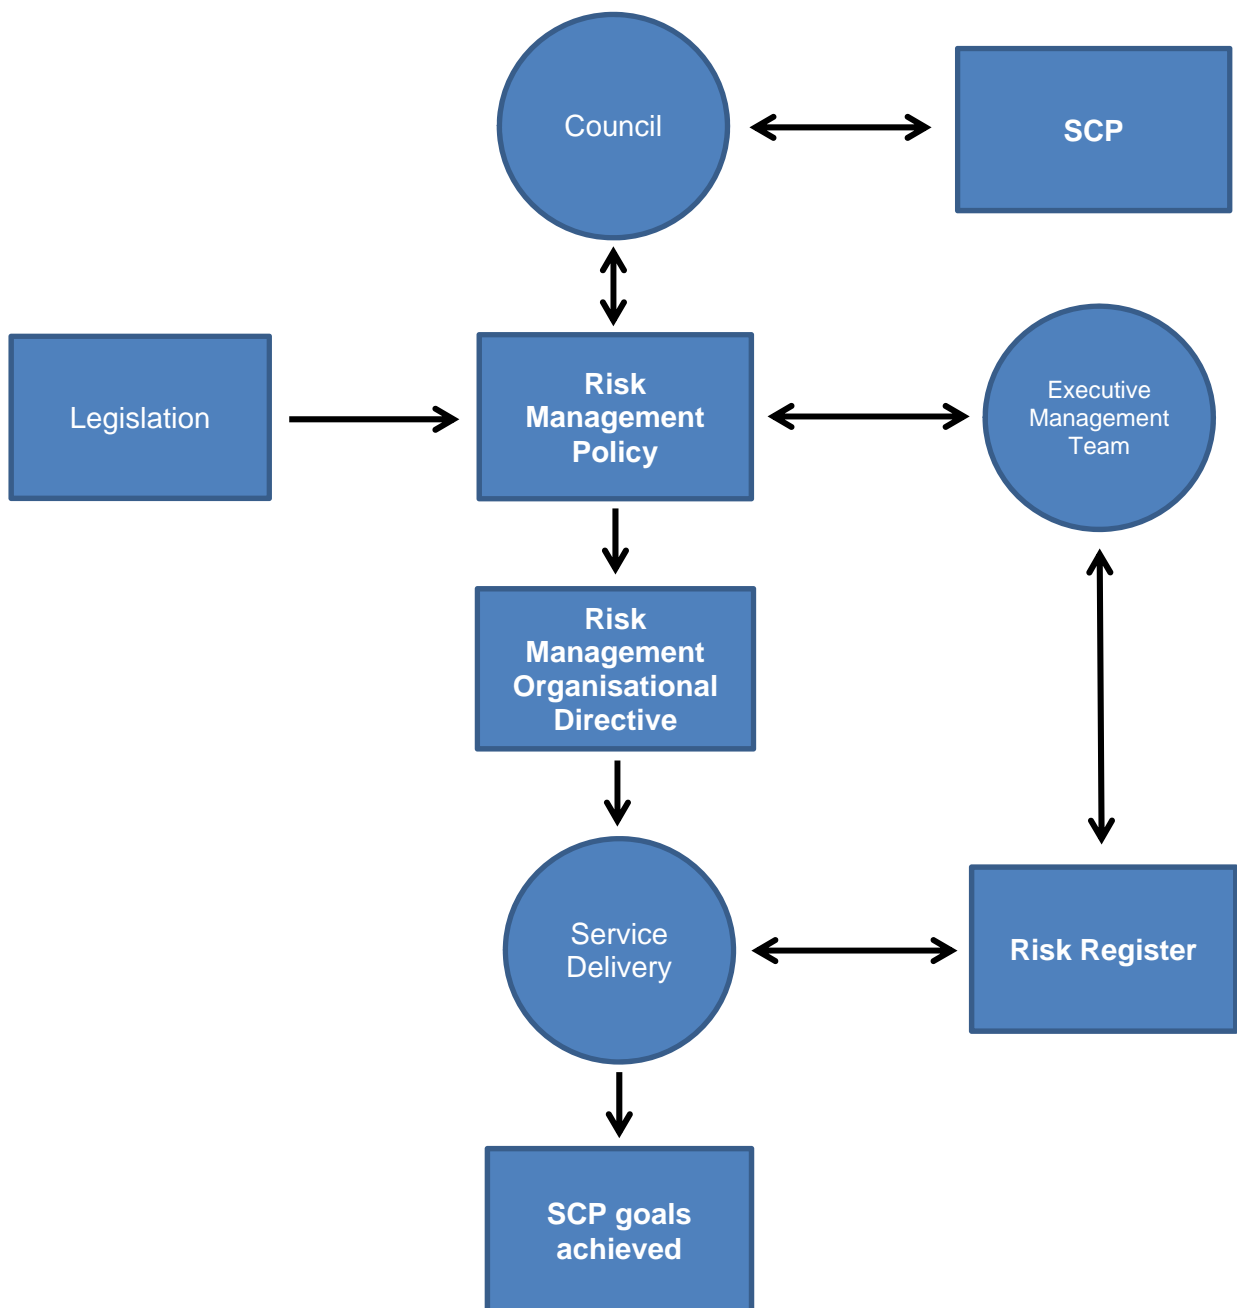 Council
SCP
Legislation
Risk
Management
Policy
Executive
Management
Team
Risk
Management
Organisational
Directive
Service
Delivery
Risk Register
SCP goals
achieved